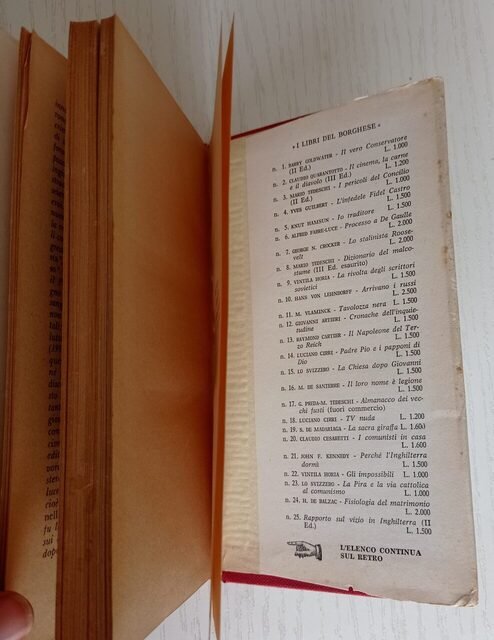 « I LIBRI DEL BORGHESE »
n. 1. BARRY GOLDWATER - Il vero Conservatore
(II Ed.) L. 1.000
n. 2. CLAUDIO QUARANTOTTO - Il cinema, la carne
e il diavolo (III Ed.) L. 1.200
n. 3. MARIO TEDESCHI - I pericoli del Concilio
(II Ed.) L. 1.000
n. 4. YVES GUILBERT - L'infedele Fidel Castro
L. 1.500
n. 5. KNUT HAMSUN - Io traditore L. 1.500
n. 6. ALFRED FABRE-LUCE - Processo a De Gaulle
L. 2.000
n. 7. GEORGE N. CROCKER - Lo stalinista Roose-
velt L. 2.000
n. 8. MARIO TEDESCHI - Dizionario del malco-
stume (III Ed. esaurito)
n. 9. VINTILA HORIA - La rivolta degli scrittori
sovietici L. 1.500
n. 10. HANS VON LEHNDORFF - Arrivano i russi
L. 2.500
n. 11. M. VLAMINCK - Tavolozza nera L. 1.500
n. 12. GIOVANNI ARTIERI - Cronache dell'inquie-
tudine L. 1.500
n. 13. RAYMOND CARTIER - Il Napoleone del Ter-
zo Reich L. 1.500
n. 14. LUCIANO CIRRI - Padre Pio e i papponi di
Dio L. 1.500
n. 15. LO SVIZZERO - La Chiesa dopo Giovanni
L. 1.500
n. 16. M. DE SANTERRE - Il loro nome è legione
L. 1.500
n. 17. G. PREDA-M. TEDESCHI - Almanacco dei vec-
chi fusti (fuori commercio)
n. 18. LUCIANO CIRRI - TV nuda L. 1.200
n. 19. S. DE MADARIAGA - La sacra giraffa L. 1.600
n. 20. CLAUDIO CESARETTI - I comunisti in casa
L. 1.600
n. 21. JOHN F. KENNEDY - Perché l'Inghilterra
dormì L. 1.500
n. 22. VINTILA HORIA - Gli impossibili L. 1.000
n. 23. LO SVIZZERO - La Pira e la via cattolica
al comunismo L. 1.000
n. 24. H. DE BALZAC - Fisiologia del matrimonio
L. 2.000
n. 25. Rapporto sul vizio in Inghilterra (II
Ed.) L. 1.500
L'ELENCO CONTINUA
SUL RETRO